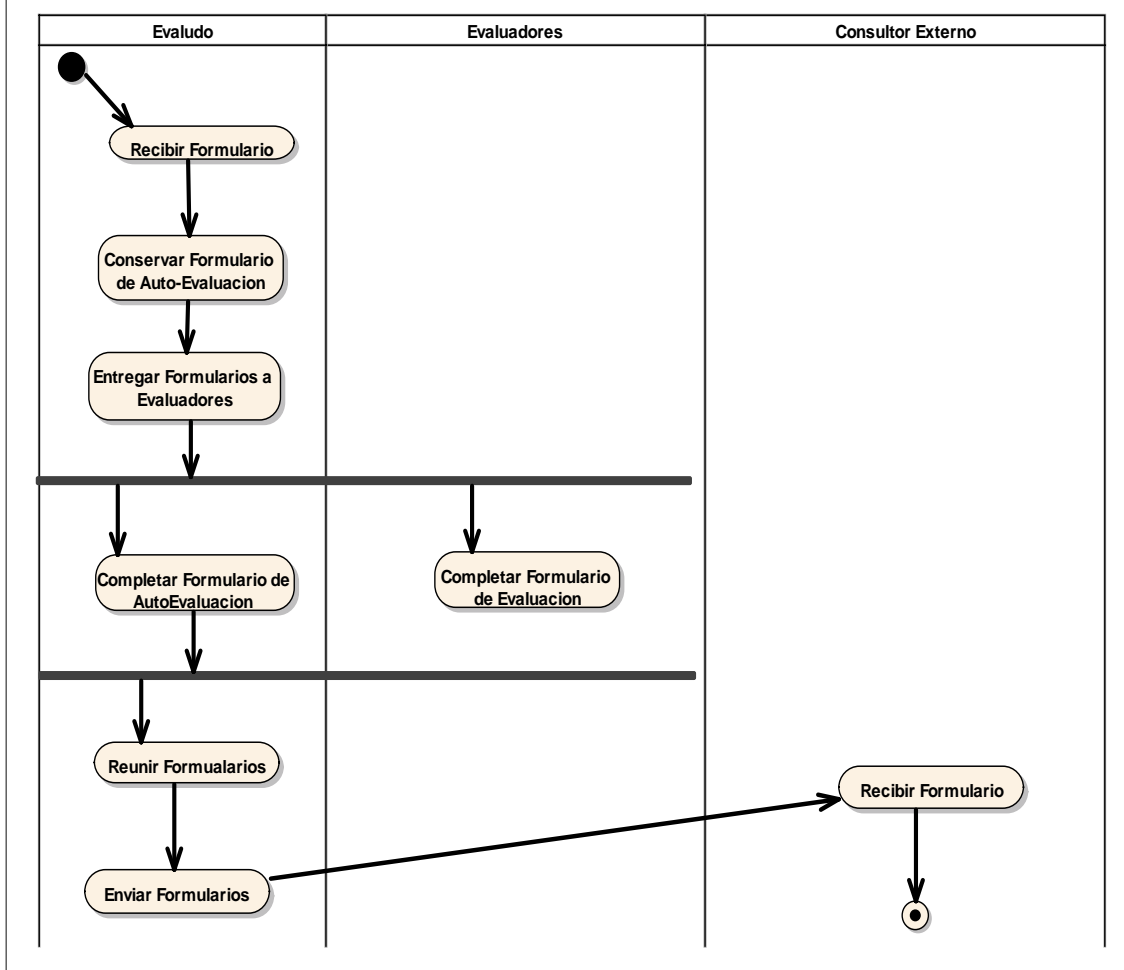 Evaludo
Evaluadores
Consultor Externo
Recibir Formulario
Conservar Formulario
de Auto-Evaluacion
Entregar Formularios a
Evaluadores
Completar Formulario de
AutoEvaluacion
Completar Formulario
de Evaluacion
Reunir Formualarios
Recibir Formulario
Enviar Formularios